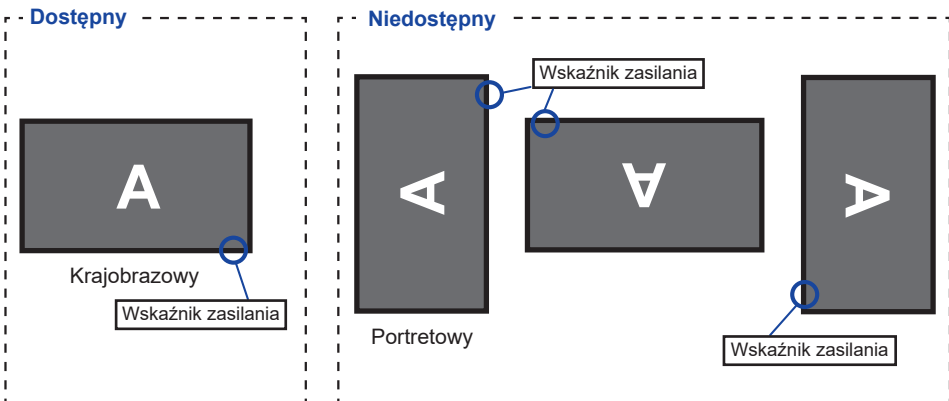 Dostępny
A
Krajobrazowy
Wskaźnik zasilania
Niedostępny
Wskaźnik zasilania
A
A
A
Portretowy
Wskaźnik zasilania